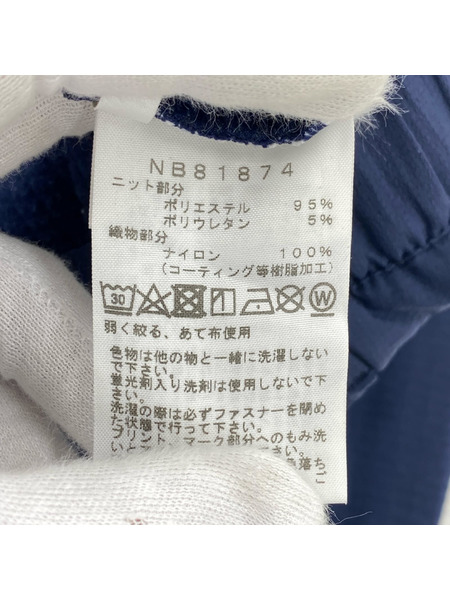 NB81874
ニット部分
ポリエステル 95%
ポリウレタン 5%
織物部分
ナイロン 100%
(コーティング等樹脂加工)
30
W
弱く絞る、あて布使用
色物は他の物と一緒に洗濯しない
で下さい。
蛍光剤入り洗剤は使用しないで下
さい。
洗濯の際は必ずファスナーを閉め
た状態で行って下さい。
プリント、マーク部分へのもみ洗
色落ち